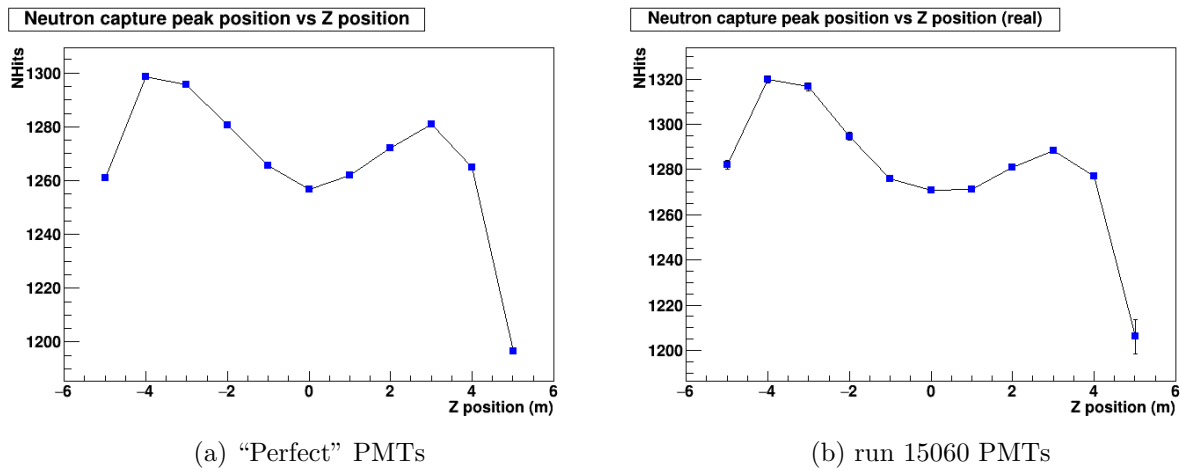 Neutron capture peak position vs Z position
NHits
1300
1280
1260
1240
1220
1200
−6 −4 −2 0 2 4 6
Z position (m)
(a) “Perfect” PMTs
Neutron capture peak position vs Z position (real)
NHits
1320
1300
1280
1260
1240
1220
1200
−6 −4 −2 0 2 4 6
Z position (m)
(b) run 15060 PMTs